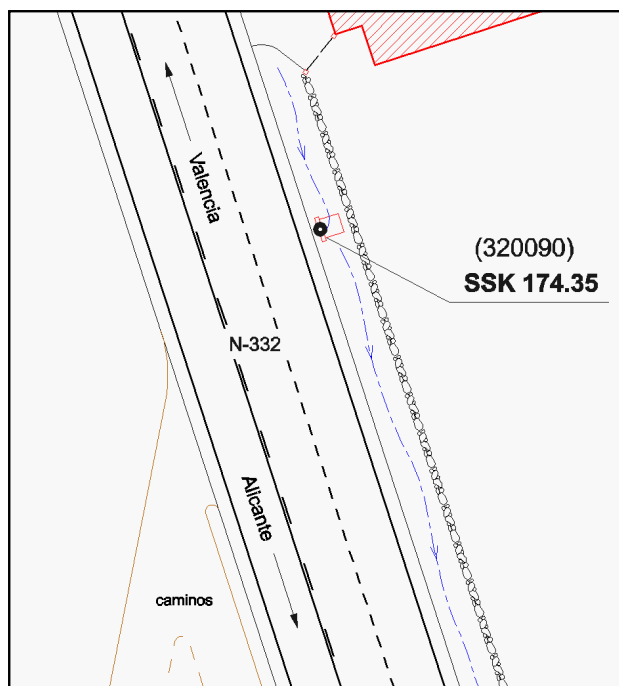 Valencia
(320090)
SSK 174.35
N-332
Alicante
caminos